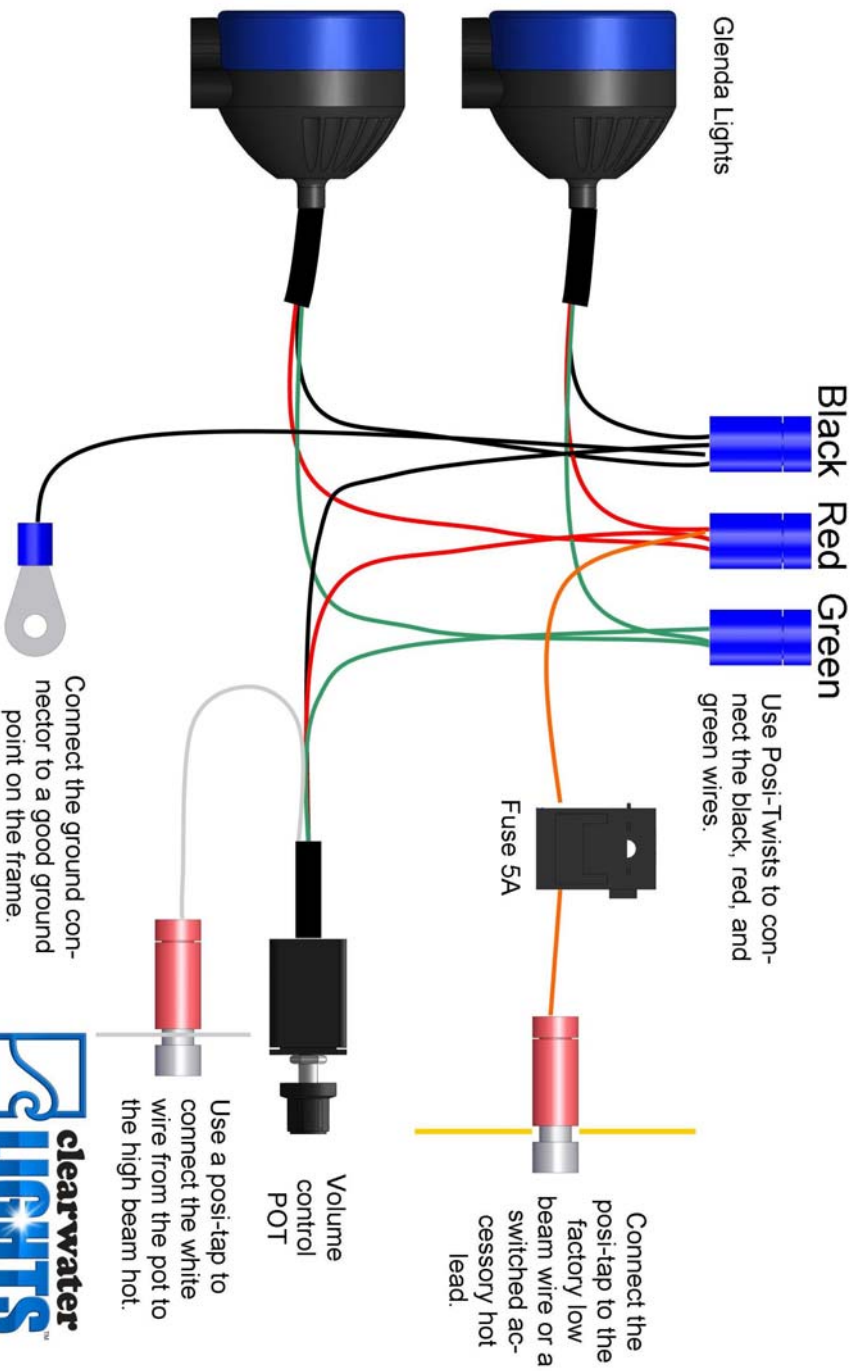 Glenda Lights
Black
Red
Green
Use Posi-Twists to con-
nect the black, red, and
green wires.
Fuse 5A
Connect the
posi-tap to the
factory low
beam wire or a
switched ac-
cessory hot
lead.
Volume
control
POT
Use a posi-tap to
connect the white
wire from the pot to
the high beam hot.
Connect the ground con-
nector to a good ground
point on the frame.
clearwater
LIGHTS™